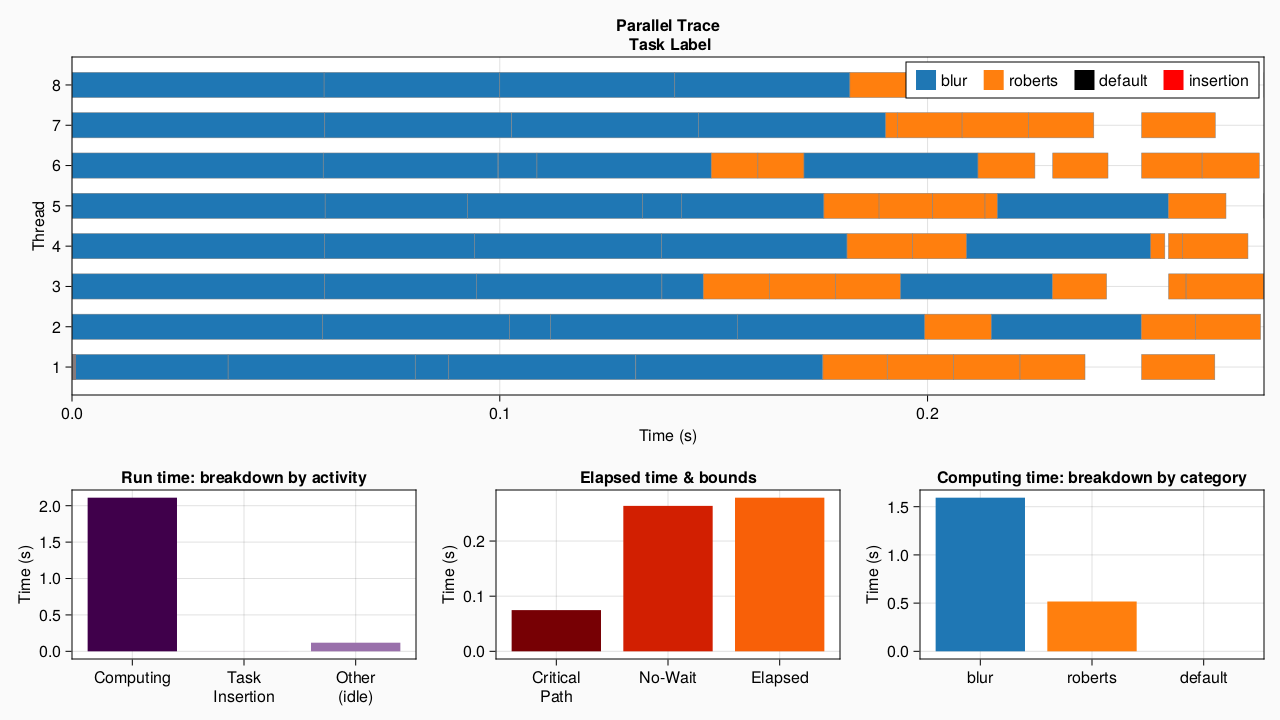 Parallel Trace
Task Label
blur roberts default insertion
Thread
8
7
6
5
4
3
2
1
0.0 0.1 0.2
Time (s)
Run time: breakdown by activity
Time (s)
2.0
1.5
1.0
0.5
0.0
Computing Task Insertion Other (idle)
Elapsed time & bounds
Time (s)
0.2
0.1
0.0
Critical Path No-Wait Elapsed
Computing time: breakdown by category
Time (s)
1.5
1.0
0.5
0.0
blur roberts default